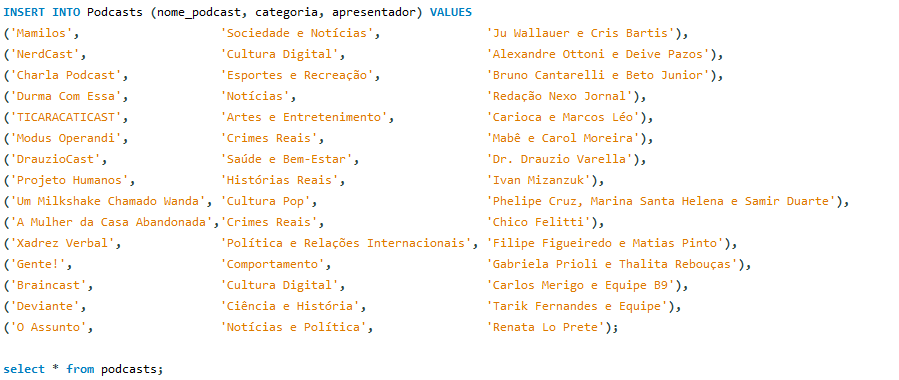 INSERT INTO Podcasts (nome_podcast, categoria, apresentador) VALUES
('Mamilos', 'Sociedade e Notícias', 'Ju Wallauer e Cris Bartis'),
('NerdCast', 'Cultura Digital', 'Alexandre Ottoni e Deive Pazos'),
('Charla Podcast', 'Esportes e Recreação', 'Bruno Cantarelli e Beto Junior'),
('Durma Com Essa', 'Notícias', 'Redação Nexo Jornal'),
('TICARACATICAST', 'Artes e Entretenimento', 'Carioca e Marcos Léo'),
('Modus Operandi', 'Crimes Reais', 'Mabê e Carol Moreira'),
('DrauzioCast', 'Saúde e Bem-Estar', 'Dr. Drauzio Varella'),
('Projeto Humanos', 'Histórias Reais', 'Ivan Mizanzuk'),
('Um Milkshake Chamado Wanda', 'Cultura Pop', 'Phelipe Cruz, Marina Santa Helena e Samir Duarte'),
('A Mulher da Casa Abandonada','Crimes Reais', 'Chico Felitti'),
('Xadrez Verbal', 'Política e Relações Internacionais', 'Filipe Figueiredo e Matias Pinto'),
('Gente!', 'Comportamento', 'Gabriela Prioli e Thalita Rebouças'),
('Braincast', 'Cultura Digital', 'Carlos Merigo e Equipe B9'),
('Deviante', 'Ciência e História', 'Tarik Fernandes e Equipe'),
('O Assunto', 'Notícias e Política', 'Renata Lo Prete');
select * from podcasts;